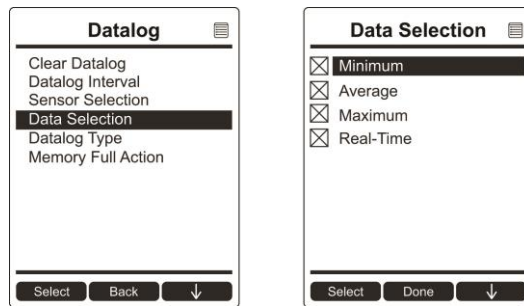 Datalog
Clear Datalog
Datalog Interval
Sensor Selection
Data Selection
Datalog Type
Memory Full Action
Select
Back
↓
Data Selection
Minimum
Average
Maximum
Real-Time
Select
Done
↓